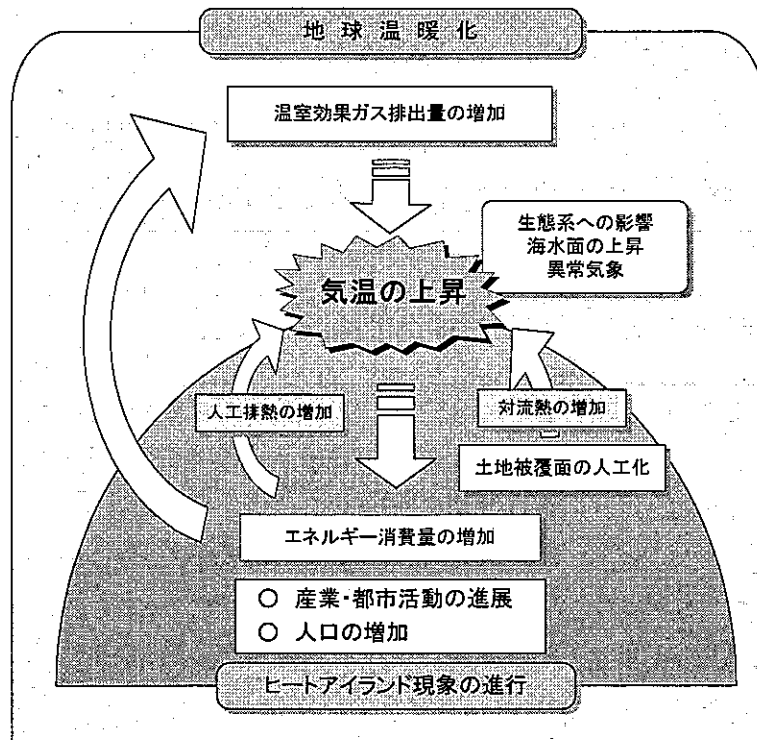 地球温暖化
温室効果ガス排出量の増加
生態系への影響
海水面の上昇
異常気象
気温の上昇
人工排熱の増加
対流熱の増加
土地被覆面の人工化
エネルギー消費量の増加
○ 産業・都市活動の進展
○ 人口の増加
ヒートアイランド現象の進行